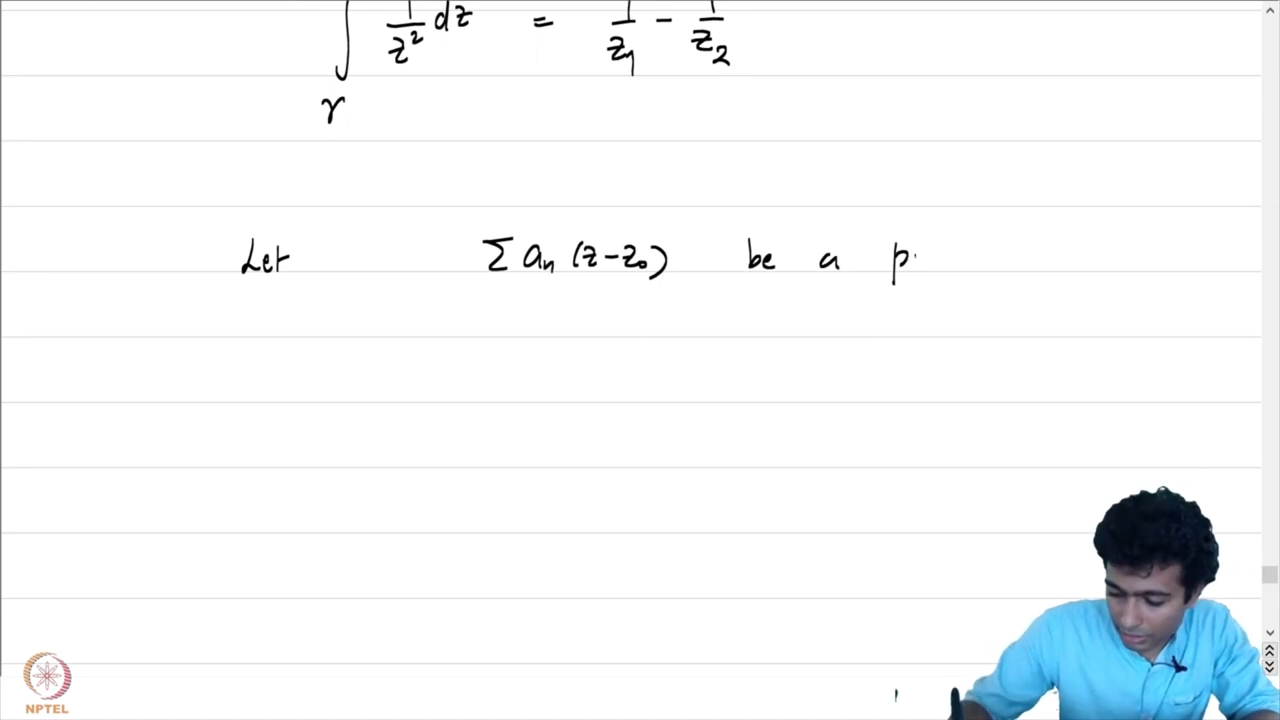 ∫ 1/z² dz = 1/z₁ − 1/z₂
γ
Let Σ aₙ (z−z₀) be a p
NPTEL